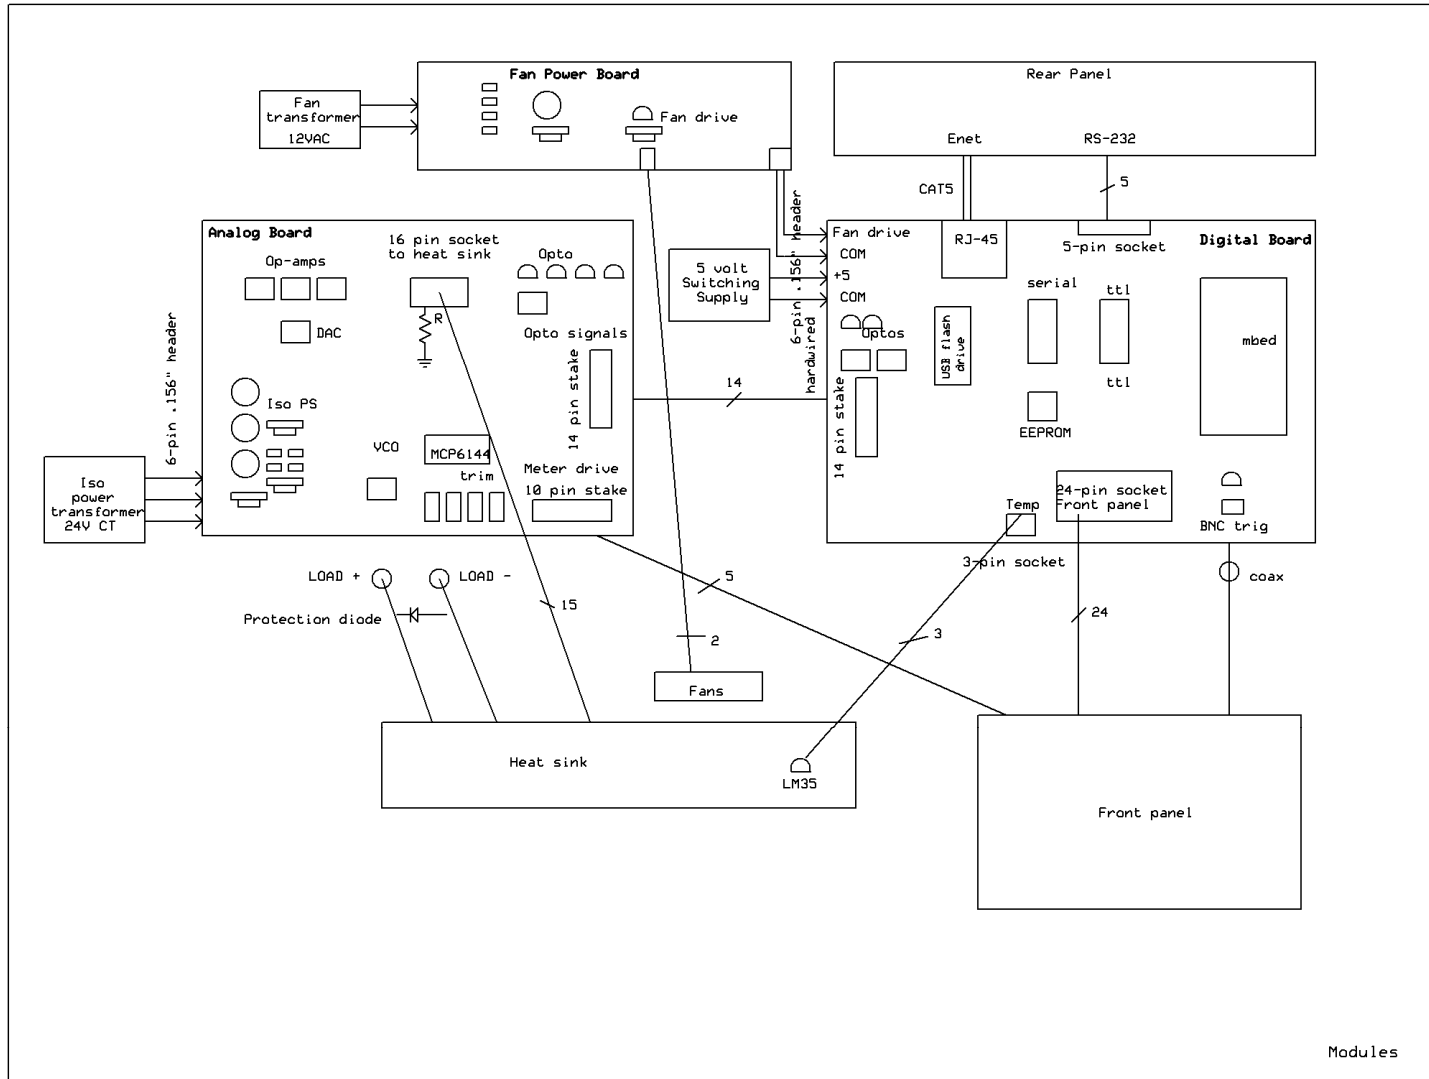 Fan Power Board
Rear Panel
Fan
transformer
12VAC
Fan drive
Enet
RS-232
CAT5
5
6-pin .156" header
Analog Board
16 pin socket
to heat sink
Opto
Fan drive
COM
+5
COM
RJ-45
5-pin socket
Digital Board
Op-amps
5 volt
Switching
Supply
serial
ttl
R
DAC
Opto signals
Optos
USB flash
drive
mbed
6-pin .156" header
hardwired
14 pin stake
14
14 pin stake
ttl
Iso PS
EEPROM
VCO
MCP6144
trim
Meter drive
10 pin stake
Iso
power
transformer
24V CT
24-pin socket
Front panel
Temp
BNC trig
3-pin socket
LOAD +
LOAD -
5
coax
Protection diode
15
24
2
3
Fans
Heat sink
LM35
Front panel
Modules